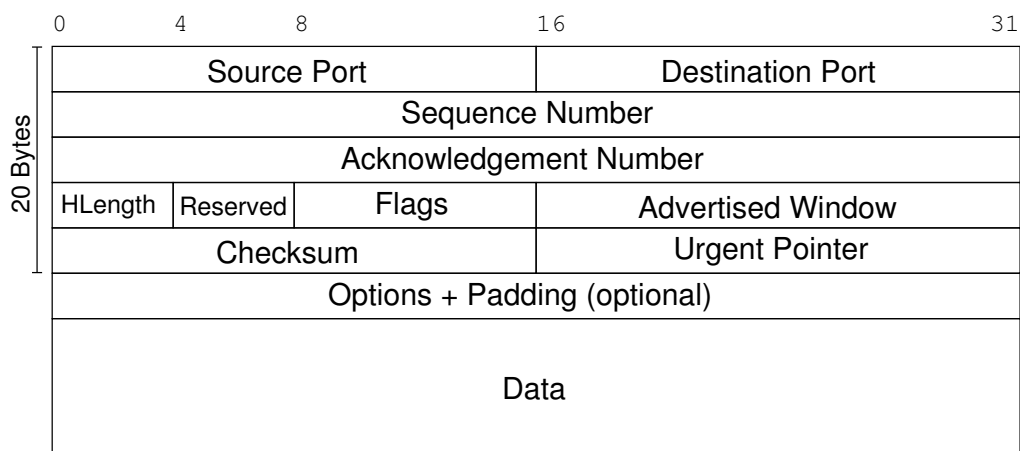 0 4 8 16 31
Source Port Destination Port
Sequence Number
20 Bytes
Acknowledgement Number
HLength Reserved Flags Advertised Window
Checksum Urgent Pointer
Options + Padding (optional)
Data